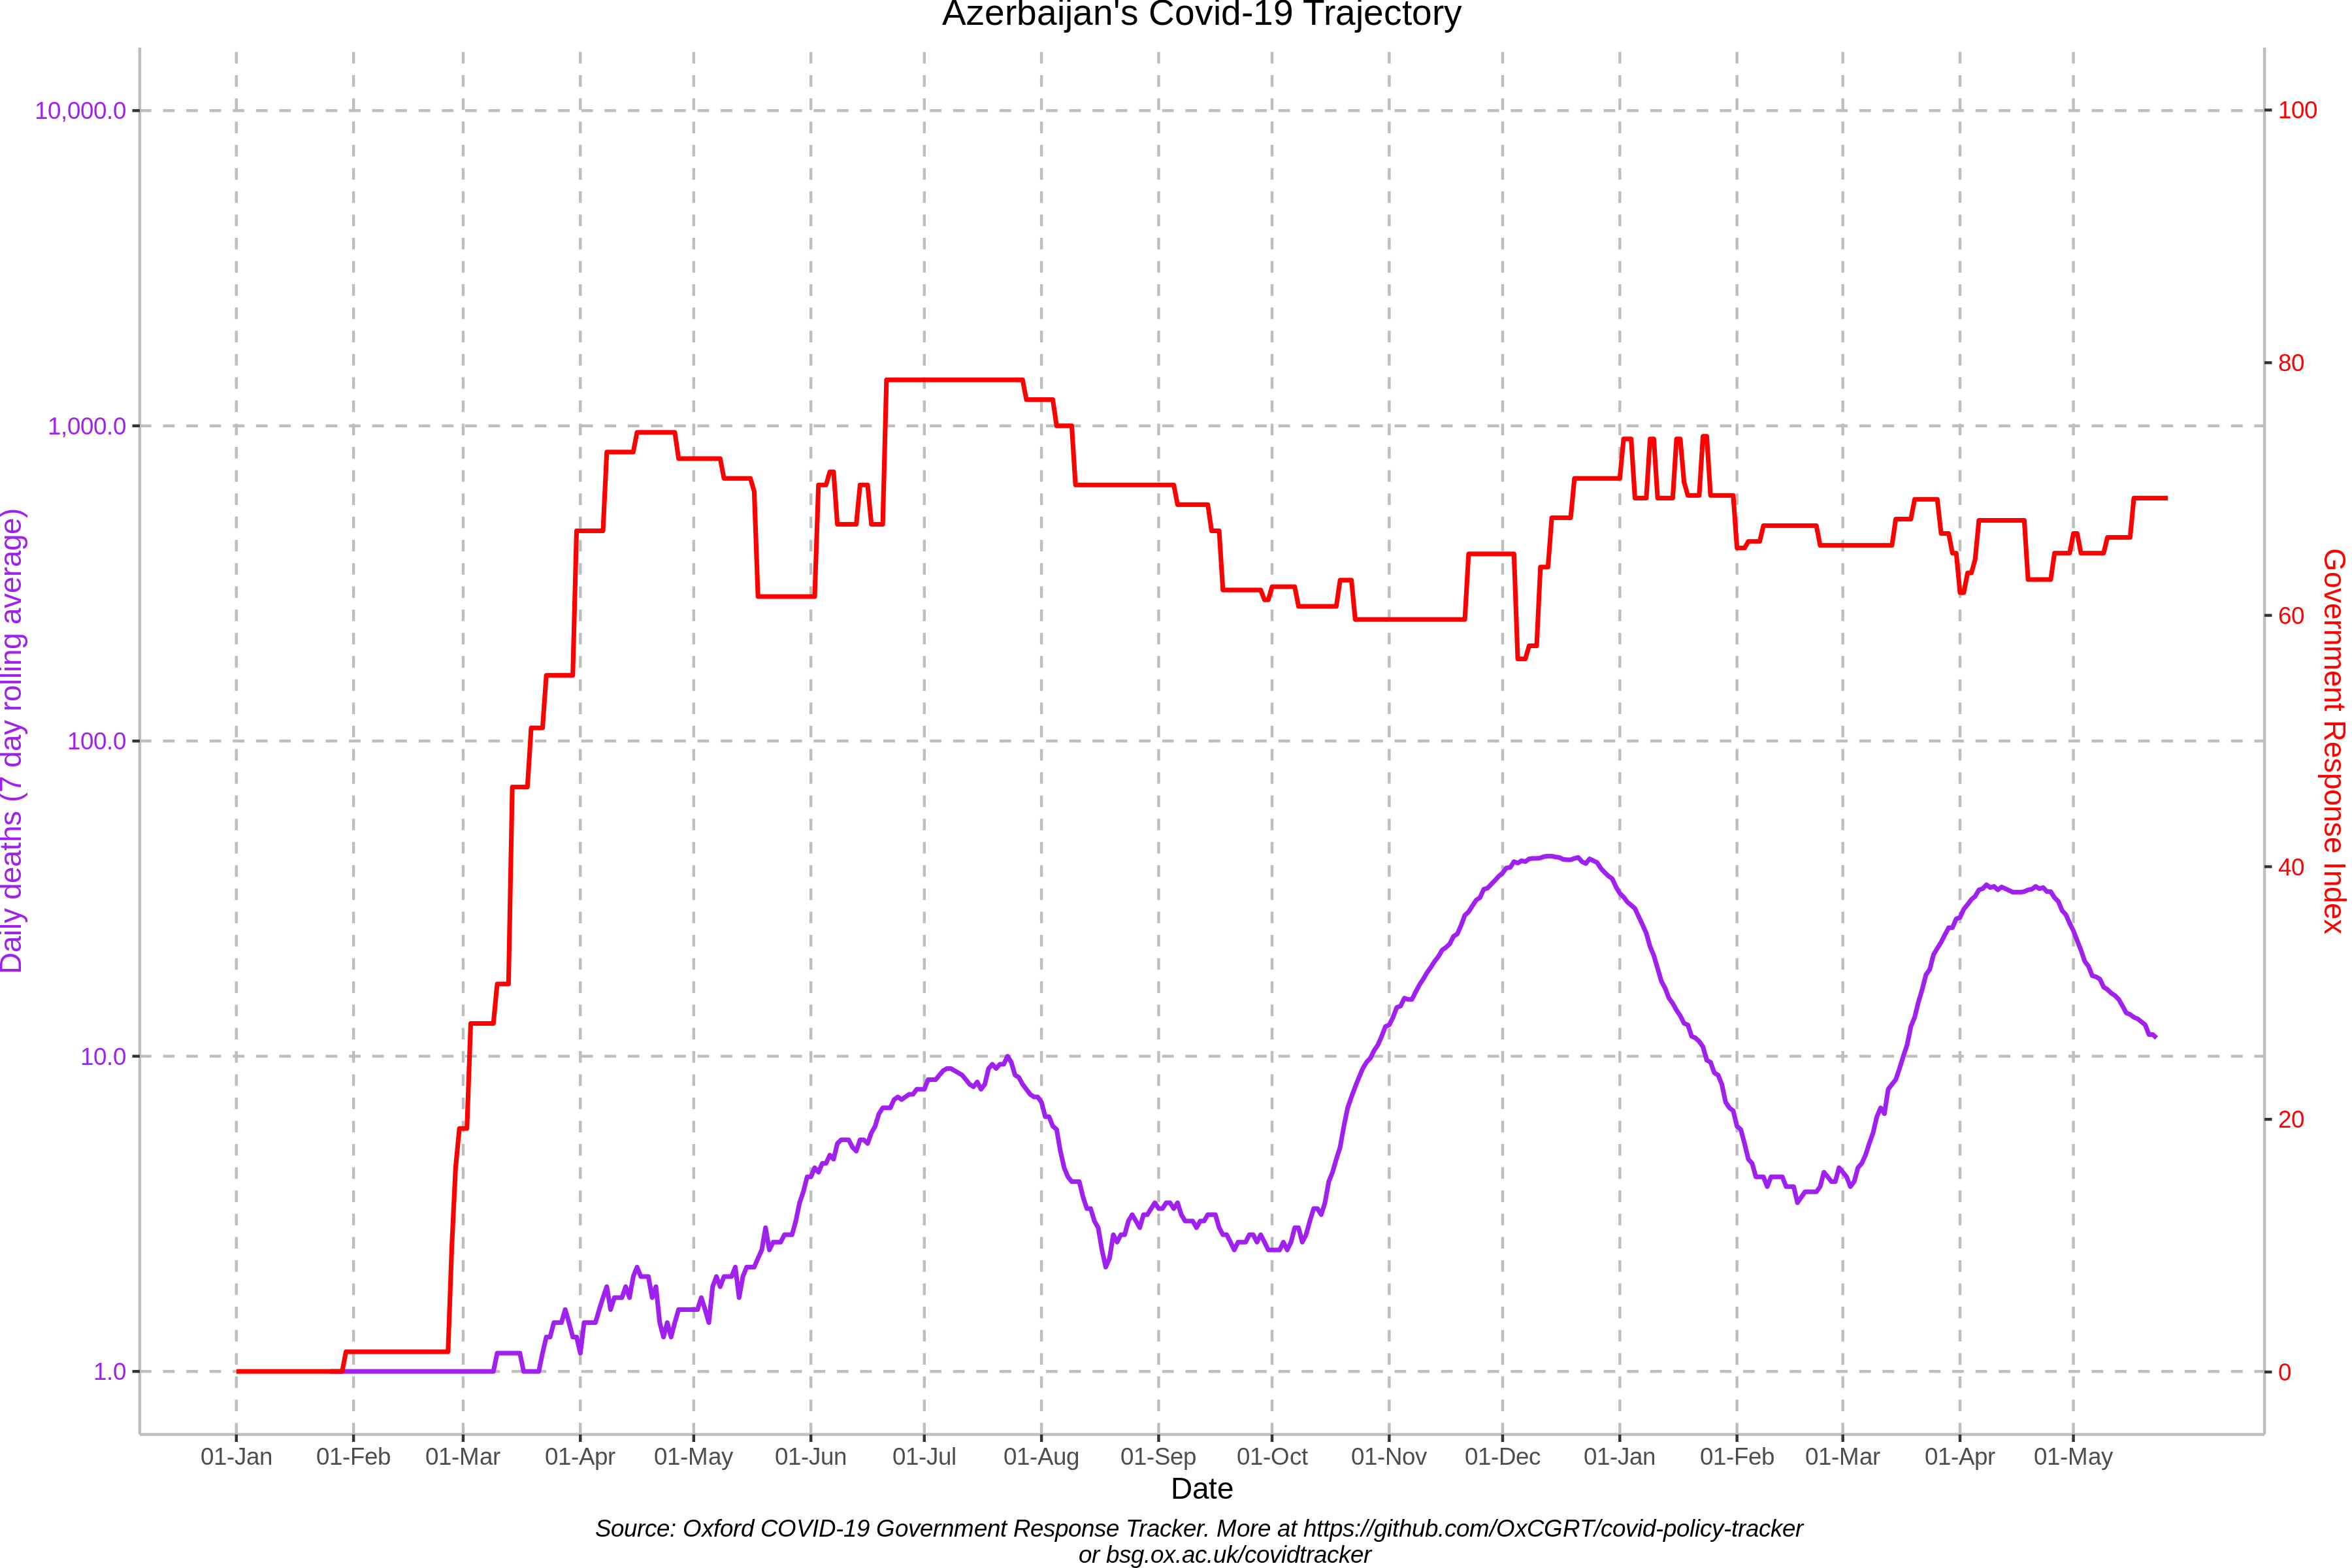 Azerbaijan's Covid-19 Trajectory
10,000.0
1,000.0
100.0
10.0
1.0
Daily deaths (7 day rolling average)
100
80
60
40
20
0
Government Response Index
01-Jan 01-Feb 01-Mar 01-Apr 01-May 01-Jun 01-Jul 01-Aug 01-Sep 01-Oct 01-Nov 01-Dec 01-Jan 01-Feb 01-Mar 01-Apr 01-May
Date
Source: Oxford COVID-19 Government Response Tracker. More at https://github.com/OxCGRT/covid-policy-tracker
or bsg.ox.ac.uk/covidtracker